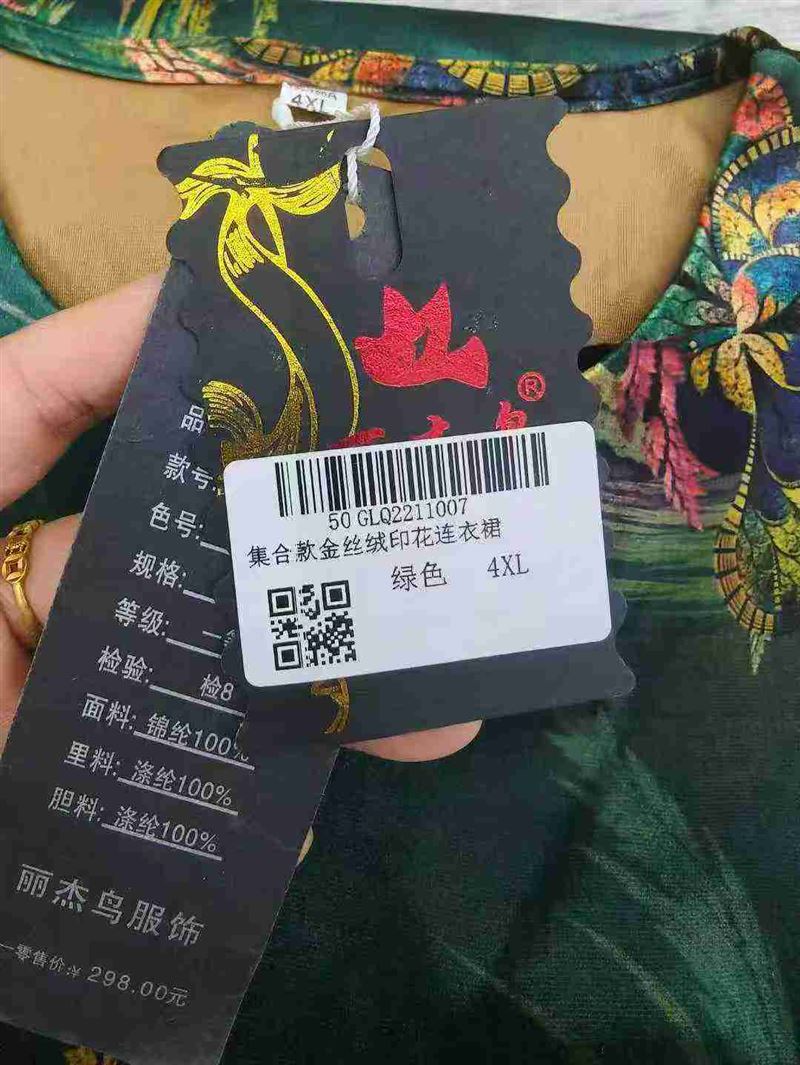 4XL
®
50 GLQ2211007
集合款金丝绒印花连衣裙
绿色 4XL
品
款号:
色号:
规格:
等级:
检验: 检8
面料: 锦纶100%
里料: 涤纶100%
胆料: 涤纶100%
丽杰鸟服饰
零售价:¥ 298.00元